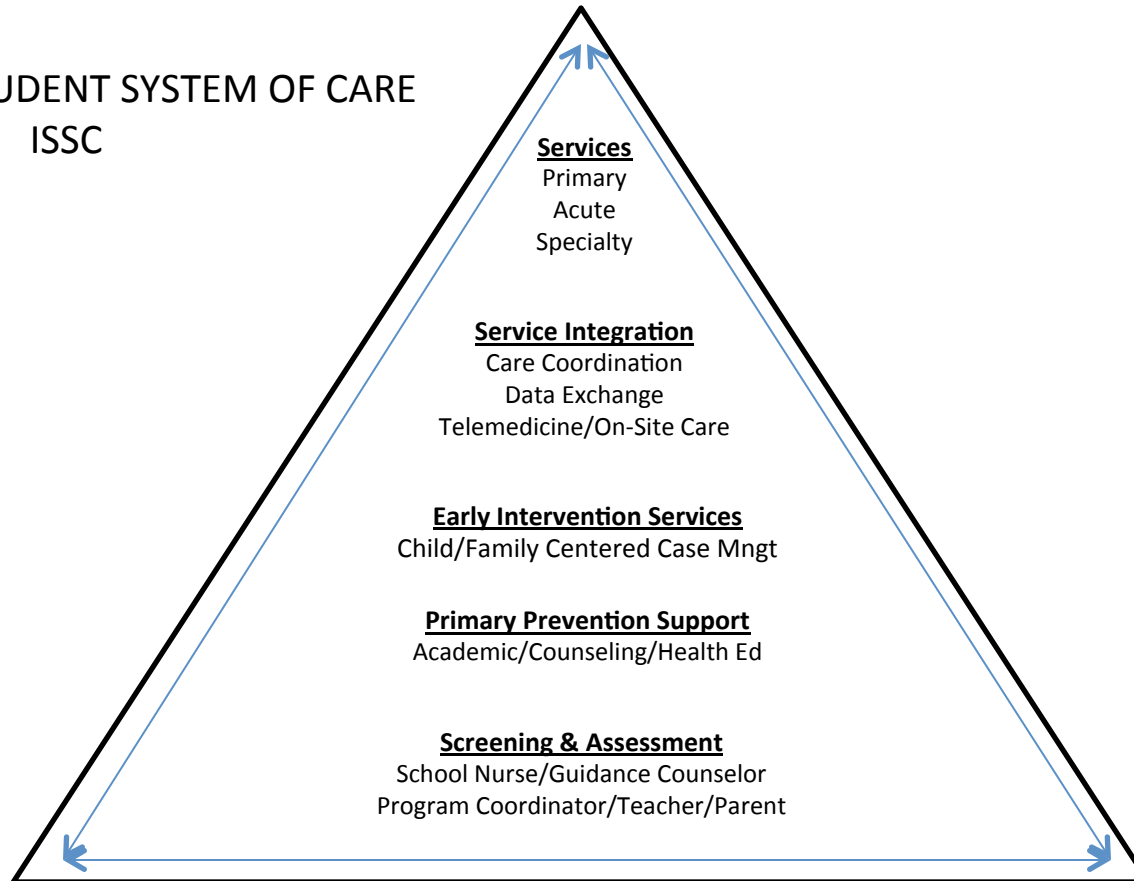 UDENT SYSTEM OF CARE
ISSC
Services
Primary
Acute
Specialty
Service Integration
Care Coordination
Data Exchange
Telemedicine/On-Site Care
Early Intervention Services
Child/Family Centered Case Mngt
Primary Prevention Support
Academic/Counseling/Health Ed
Screening & Assessment
School Nurse/Guidance Counselor
Program Coordinator/Teacher/Parent